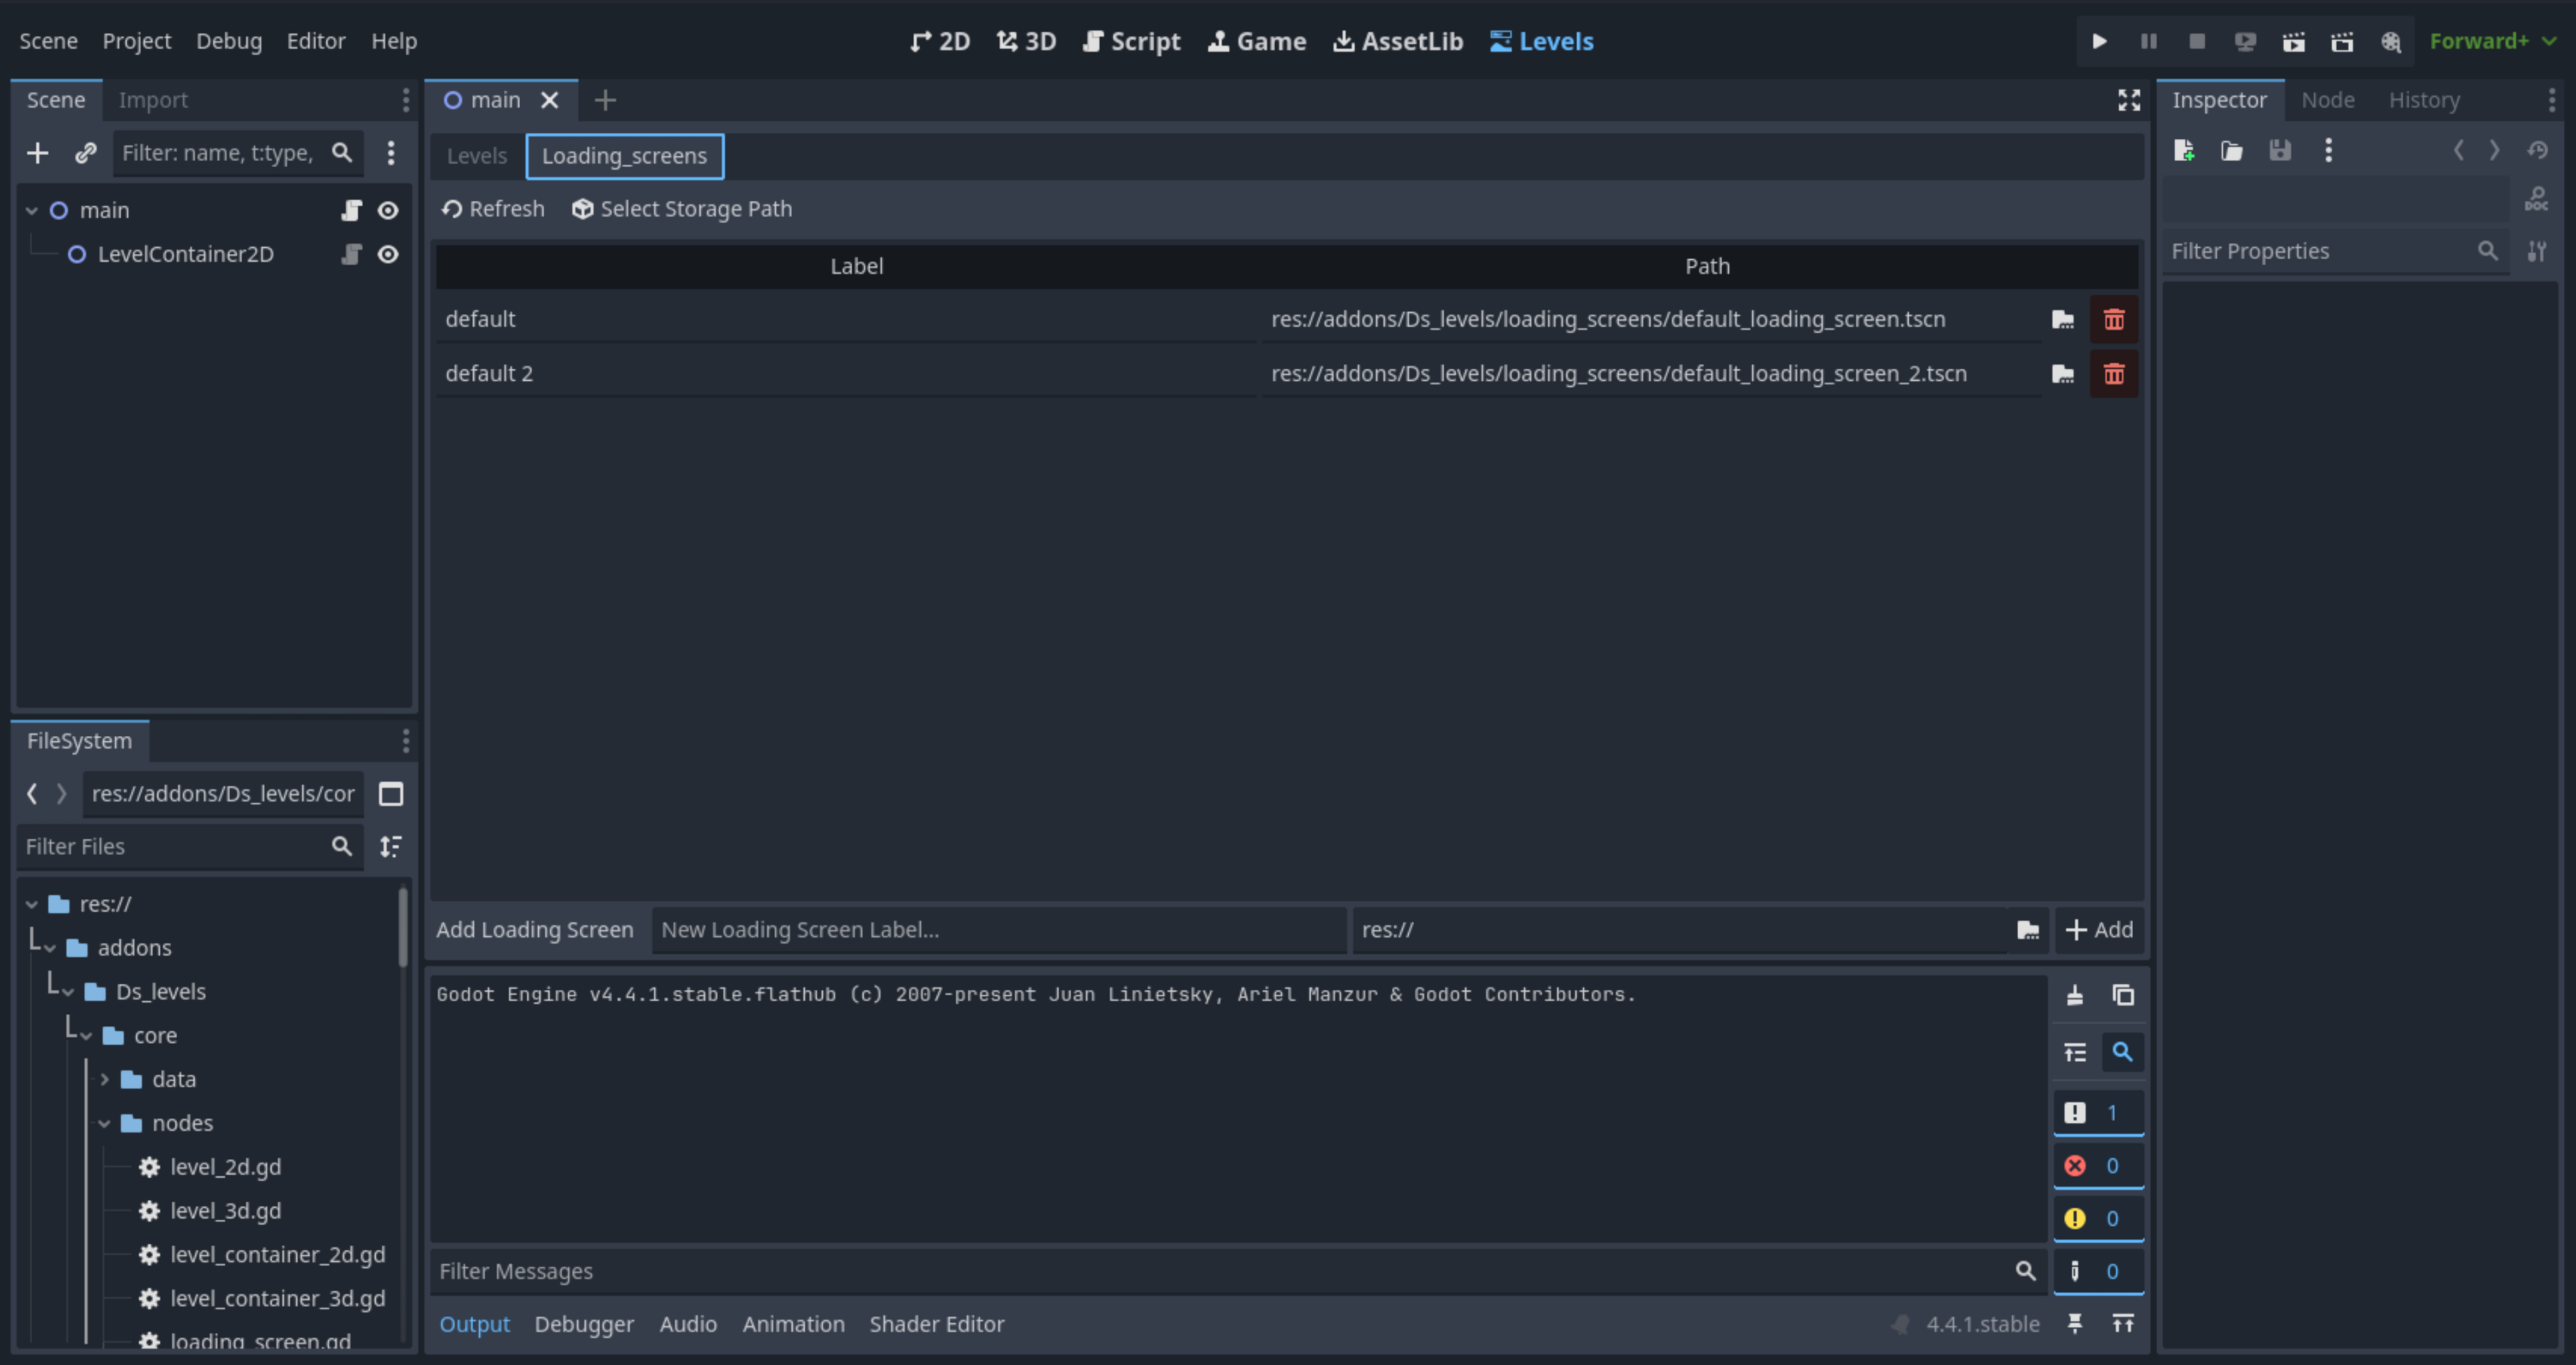 Scene Project Debug Editor Help
2D 3D Script Game AssetLib Levels
Forward+
Scene Import
Filter: name, t:type,
main
LevelContainer2D
FileSystem
res://addons/Ds_levels/cor
Filter Files
res://
addons
Ds_levels
core
data
nodes
level_2d.gd
level_3d.gd
level_container_2d.gd
level_container_3d.gd
loading_screen.gd
main
Levels Loading_screens
Refresh Select Storage Path
Label Path
default res://addons/Ds_levels/loading_screens/default_loading_screen.tscn
default 2 res://addons/Ds_levels/loading_screens/default_loading_screen_2.tscn
Add Loading Screen New Loading Screen Label... res:// Add
Godot Engine v4.4.1.stable.flathub (c) 2007-present Juan Linietsky, Ariel Manzur & Godot Contributors.
1
0
0
0
Filter Messages
Output Debugger Audio Animation Shader Editor 4.4.1.stable
Inspector Node History
DOC
Filter Properties